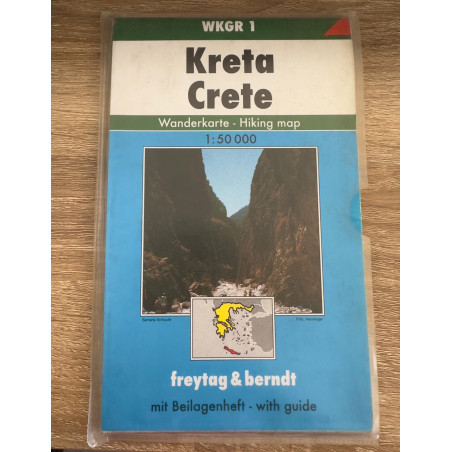 WKGR 1
Kreta
Crete
Wanderkarte - Hiking map
1:50 000
freytag & berndt
mit Beilagenheft - with guide